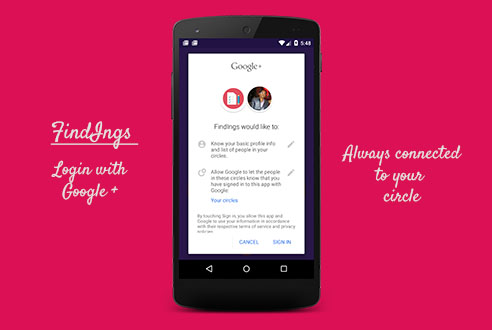 FindIngs
Login with
Google +
5:48
Google+
FindIngs would like to:
Know your basic profile info
and list of people in your
circles.
Allow Google to let the people
in these circles know that you
have signed in to this app with
Google
Your circles
By touching Sign in, you allow this app and
Google to use your information in accordance
with their respective terms of service and privacy
policies.
CANCEL
SIGN IN
Always connected
to your
circle